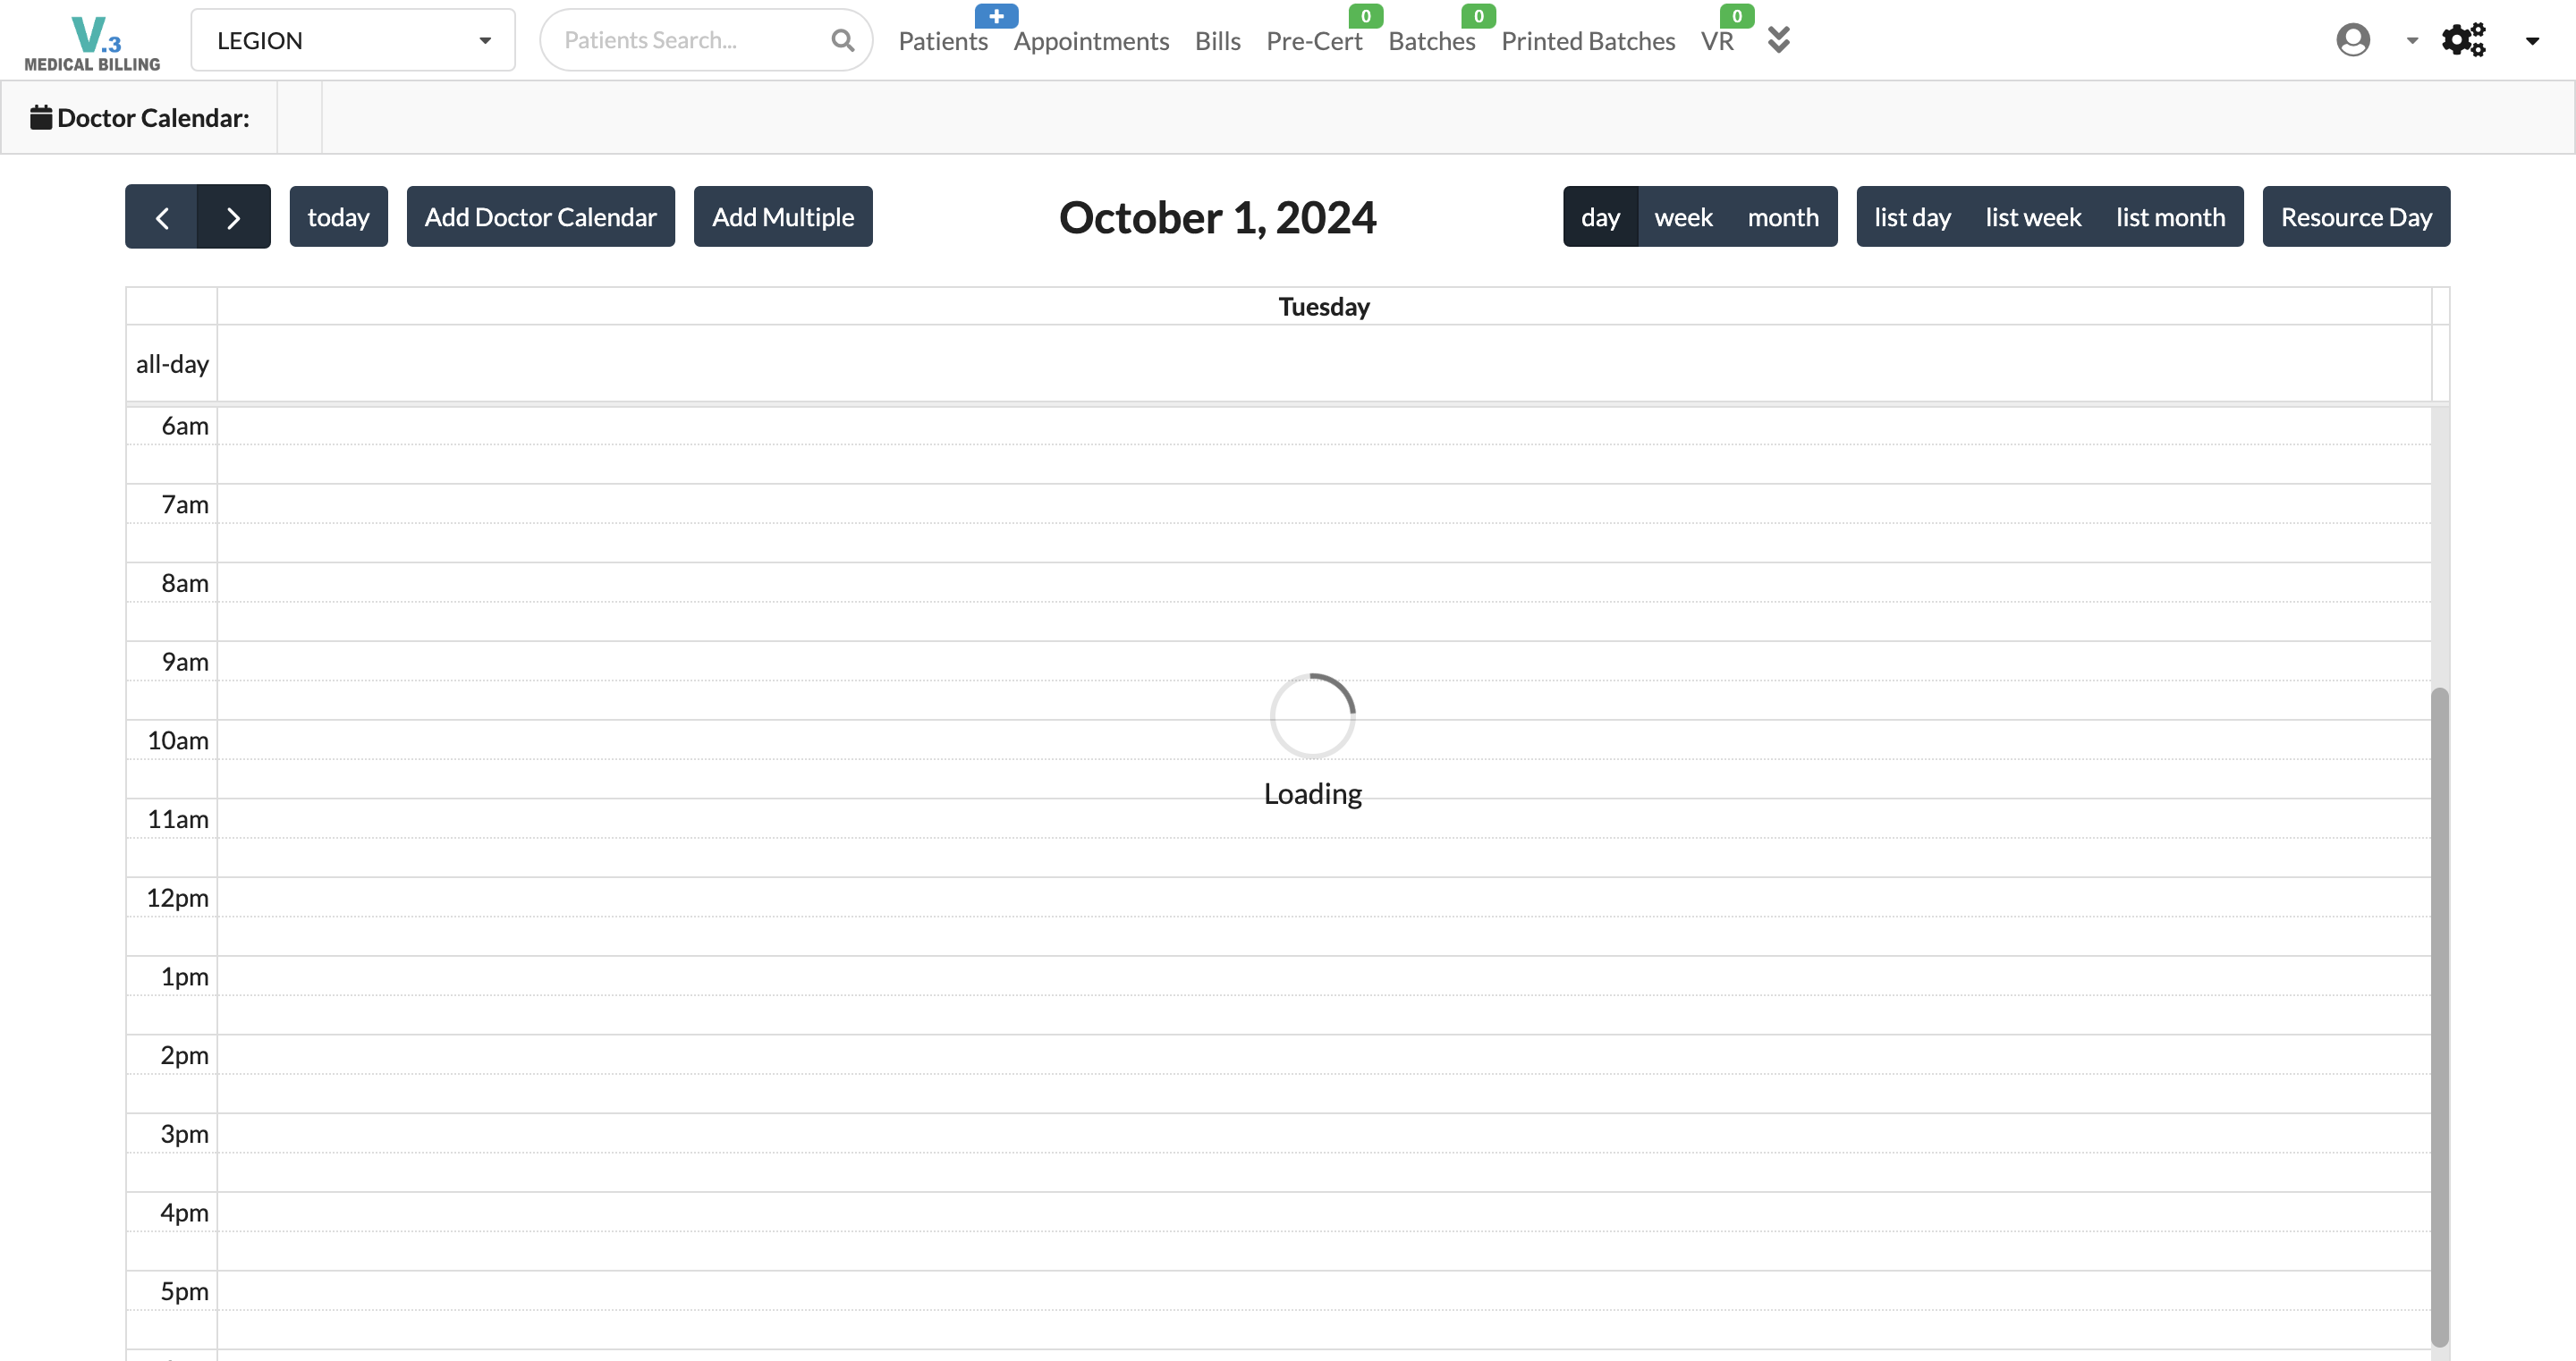 V.3
MEDICAL BILLING
LEGION
Patients Search...
Patients
Appointments
Bills
Pre-Cert
0
Batches
0
Printed Batches
VR
0
Doctor Calendar:
today
Add Doctor Calendar
Add Multiple
October 1, 2024
day
week
month
list day
list week
list month
Resource Day
Tuesday
all-day
6am
7am
8am
9am
10am
Loading
11am
12pm
1pm
2pm
3pm
4pm
5pm